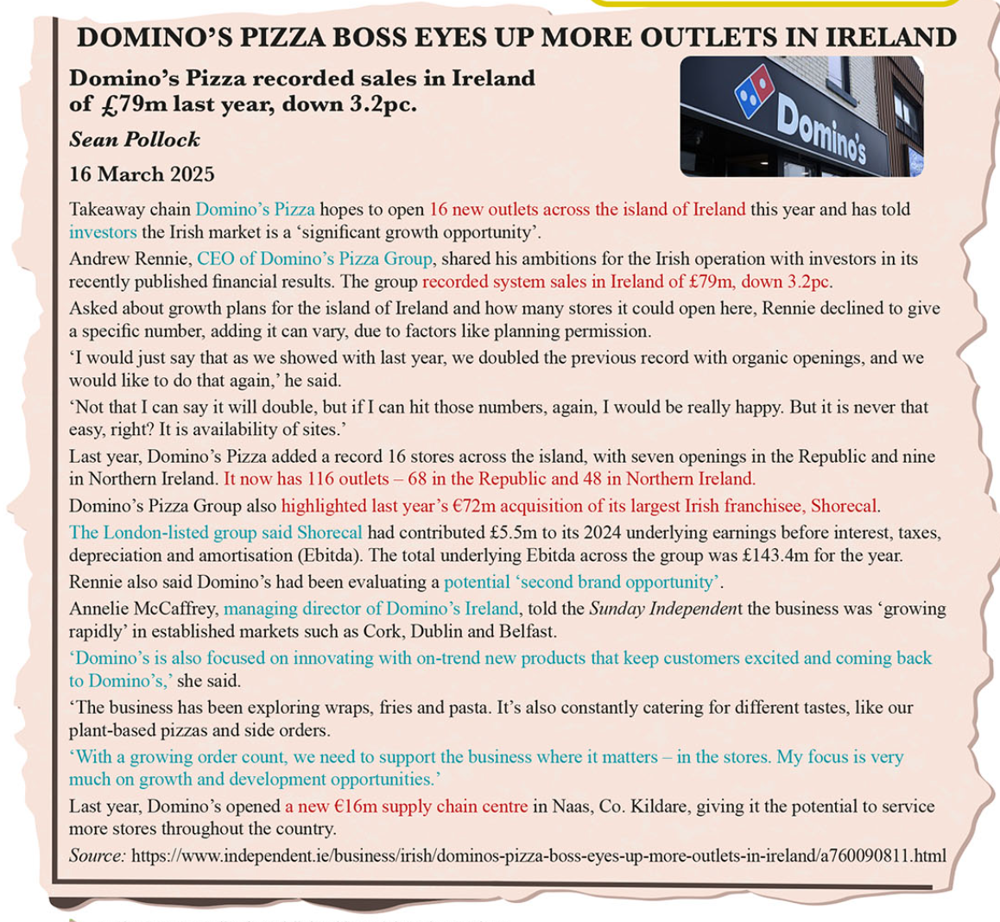 DOMINO’S PIZZA BOSS EYES UP MORE OUTLETS IN IRELAND
Domino’s Pizza recorded sales in Ireland
of £79m last year, down 3.2pc.
Sean Pollock
16 March 2025
Domino’s
Takeaway chain Domino’s Pizza hopes to open 16 new outlets across the island of Ireland this year and has told
investors the Irish market is a ‘significant growth opportunity’.
Andrew Rennie, CEO of Domino’s Pizza Group, shared his ambitions for the Irish operation with investors in its
recently published financial results. The group recorded system sales in Ireland of £79m, down 3.2pc.
Asked about growth plans for the island of Ireland and how many stores it could open here, Rennie declined to give
a specific number, adding it can vary, due to factors like planning permission.
‘I would just say that as we showed with last year, we doubled the previous record with organic openings, and we
would like to do that again,’ he said.
‘Not that I can say it will double, but if I can hit those numbers, again, I would be really happy. But it is never that
easy, right? It is availability of sites.’
Last year, Domino’s Pizza added a record 16 stores across the island, with seven openings in the Republic and nine
in Northern Ireland. It now has 116 outlets – 68 in the Republic and 48 in Northern Ireland.
Domino’s Pizza Group also highlighted last year’s €72m acquisition of its largest Irish franchisee, Shorecal.
The London-listed group said Shorecal had contributed £5.5m to its 2024 underlying earnings before interest, taxes,
depreciation and amortisation (Ebitda). The total underlying Ebitda across the group was £143.4m for the year.
Rennie also said Domino’s had been evaluating a potential ‘second brand opportunity’.
Annelie McCaffrey, managing director of Domino’s Ireland, told the Sunday Independent the business was ‘growing
rapidly’ in established markets such as Cork, Dublin and Belfast.
‘Domino’s is also focused on innovating with on-trend new products that keep customers excited and coming back
to Domino’s,’ she said.
‘The business has been exploring wraps, fries and pasta. It’s also constantly catering for different tastes, like our
plant-based pizzas and side orders.
‘With a growing order count, we need to support the business where it matters – in the stores. My focus is very
much on growth and development opportunities.’
Last year, Domino’s opened a new €16m supply chain centre in Naas, Co. Kildare, giving it the potential to service
more stores throughout the country.
Source: https://www.independent.ie/business/irish/dominos-pizza-boss-eyes-up-more-outlets-in-ireland/a760090811.html